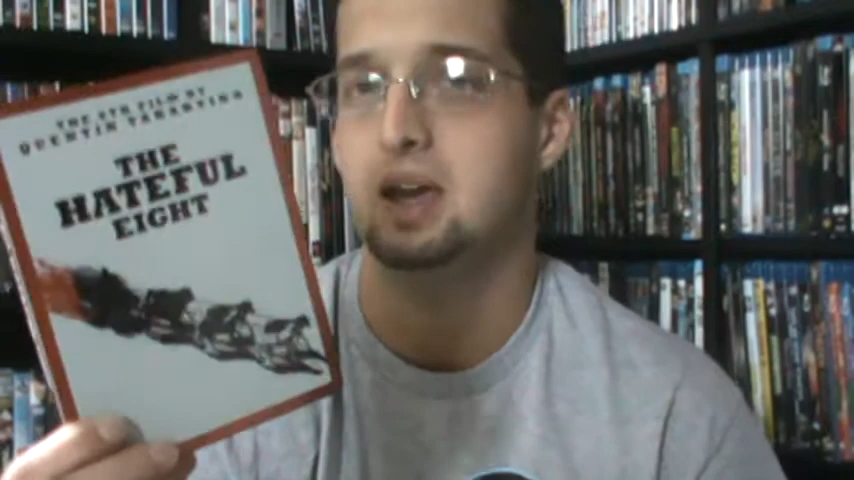 THE 8TH FILM BY
QUENTIN TARANTINO
THE
HATEFUL
EIGHT